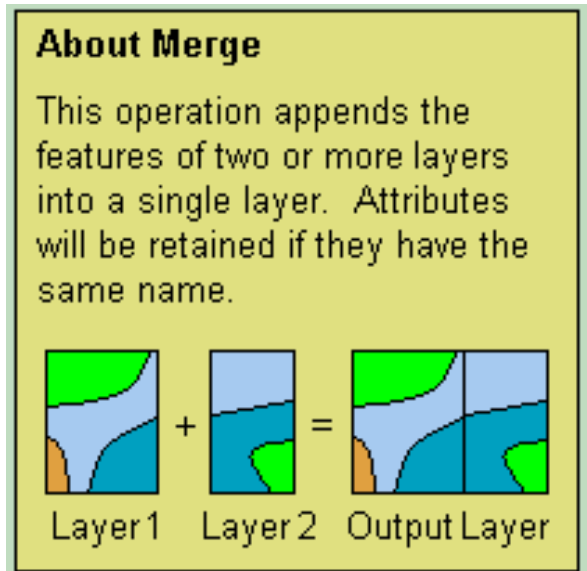 About Merge
This operation appends the
features of two or more layers
into a single layer. Attributes
will be retained if they have the
same name.
+ =
Layer 1 Layer 2 Output Layer